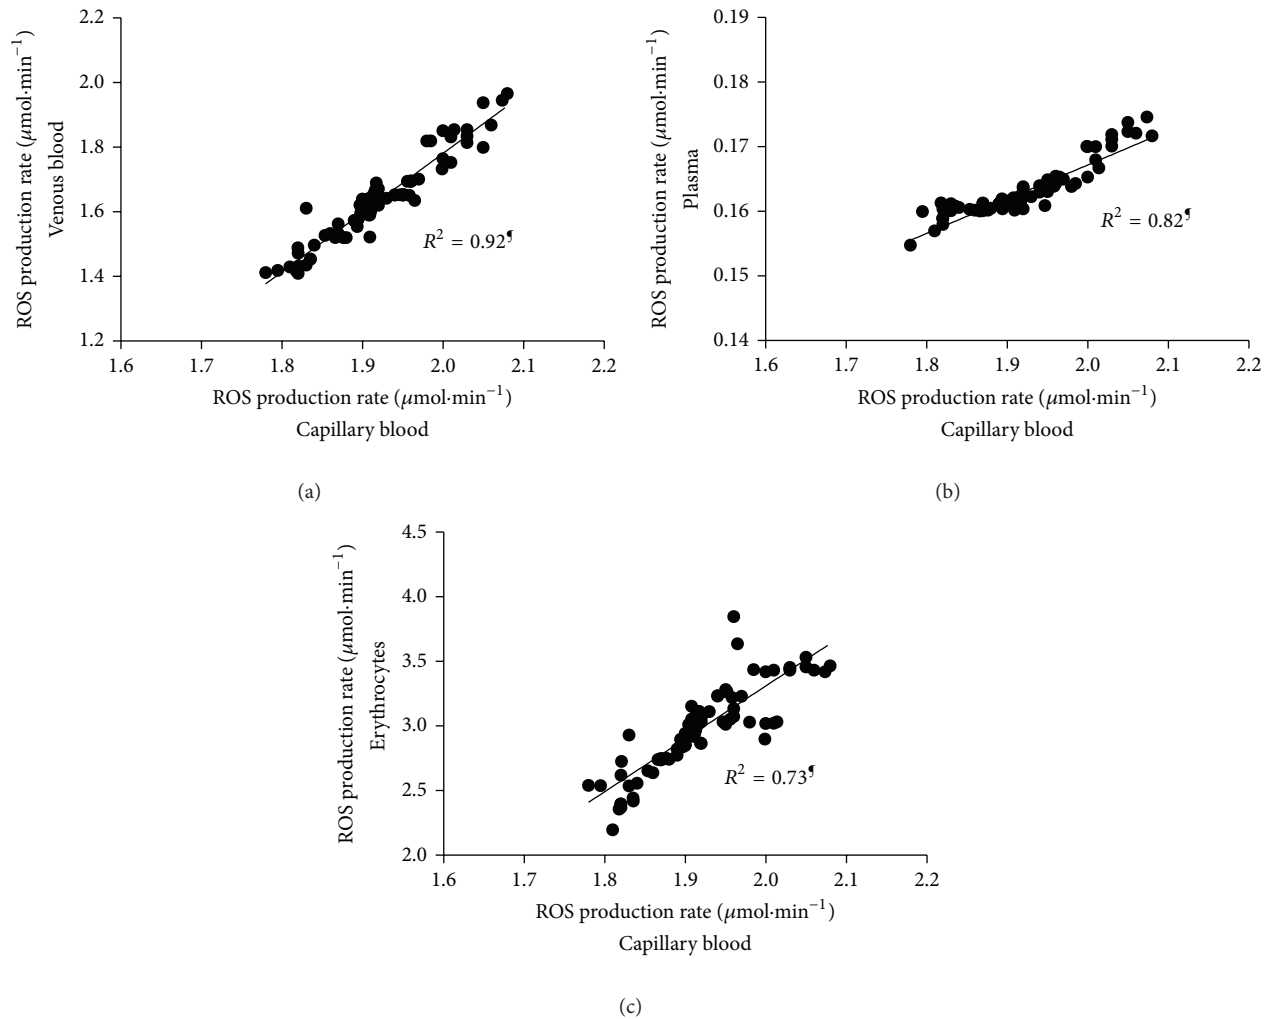 2.2
2.0
1.8
1.6
1.4
1.2
1.6 1.7 1.8 1.9 2.0 2.1 2.2
ROS production rate (μmol·min⁻¹)
Venous blood
R² = 0.92¶
ROS production rate (μmol·min⁻¹)
Capillary blood
(a)
0.19
0.18
0.17
0.16
0.15
0.14
1.6 1.7 1.8 1.9 2.0 2.1 2.2
ROS production rate (μmol·min⁻¹)
Plasma
R² = 0.82¶
ROS production rate (μmol·min⁻¹)
Capillary blood
(b)
4.5
4.0
3.5
3.0
2.5
2.0
1.6 1.7 1.8 1.9 2.0 2.1 2.2
ROS production rate (μmol·min⁻¹)
Erythrocytes
R² = 0.73¶
ROS production rate (μmol·min⁻¹)
Capillary blood
(c)